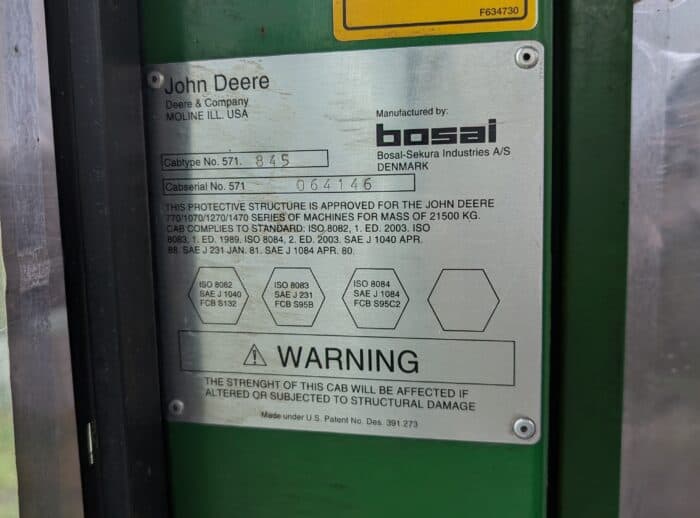 F634730
John Deere
Deere & Company
MOLINE ILL. USA
Manufactured by:
bosal
Bosal-Sekura Industries A/S
DENMARK
Cabtype No. 571. 845
Cabserial No. 571 064146
THIS PROTECTIVE STRUCTURE IS APPROVED FOR THE JOHN DEERE
770/1070/1270/1470 SERIES OF MACHINES FOR MASS OF 21500 KG.
CAB COMPLIES TO STANDARD: ISO 8082, 1. ED. 2003. ISO
8083, 1. ED. 1989. ISO 8084, 2. ED. 2003. SAE J 1040 APR.
88. SAE J 231 JAN. 81. SAE J 1084 APR. 80.
ISO 8082
SAE J 1040
FCB S132
ISO 8083
SAE J 231
FCB S95B
ISO 8084
SAE J 1084
FCB S95C2
WARNING
THE STRENGHT OF THIS CAB WILL BE AFFECTED IF
ALTERED OR SUBJECTED TO STRUCTURAL DAMAGE
Made under U.S. Patent No. Des. 391.273